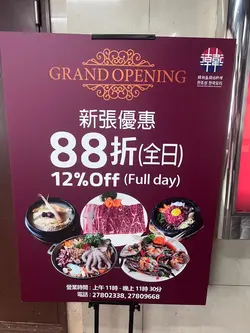 GRAND OPENING
新張優惠
88折(全日)
12%Off (Full day)
營業時間 : 上午 11時 - 晚上 11時 30分
電話 : 27802338, 27809668